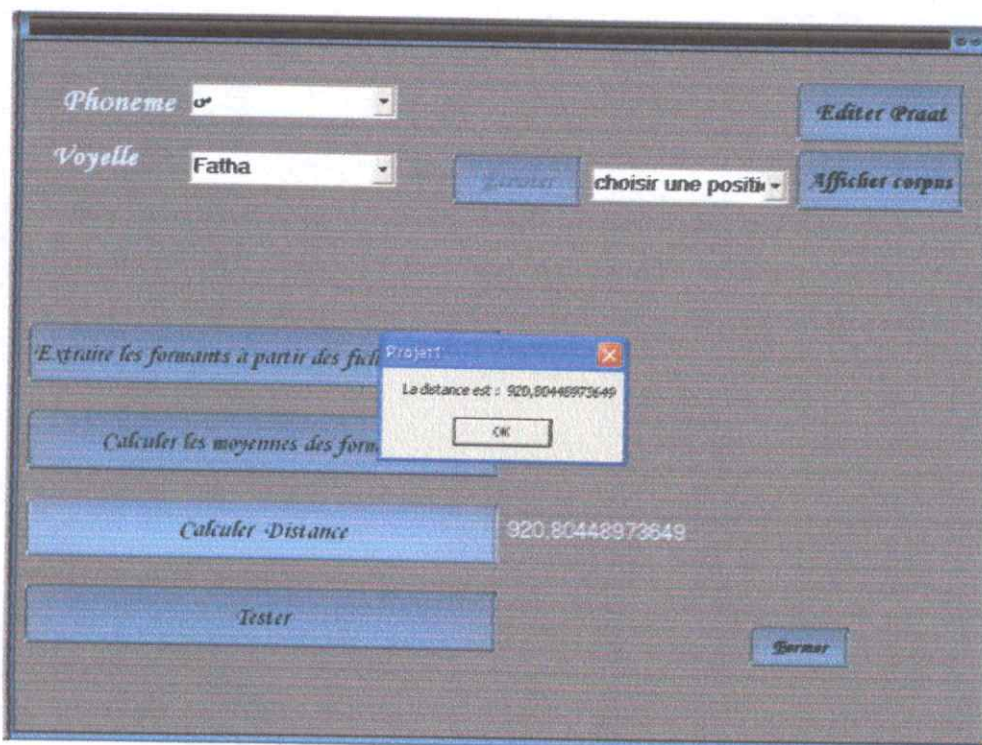 Phoneme
Editer Praat
Voyelle
Fatha
Ecouter
choisir une positi
Afficher corpus
Extraire les formants à partir des fich
Projet1
La distance est : 920,80448973649
OK
Calculer les moyennes des form
Calculer Distance
920,80448973649
Tester
Fermer